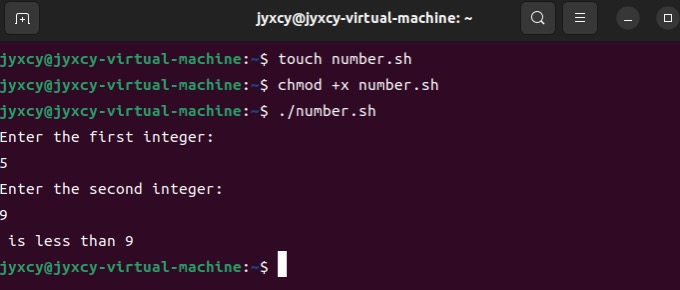 jyxcy@jyxcy-virtual-machine: ~
jyxcy@jyxcy-virtual-machine:~$ touch number.sh
jyxcy@jyxcy-virtual-machine:~$ chmod +x number.sh
jyxcy@jyxcy-virtual-machine:~$ ./number.sh
Enter the first integer:
5
Enter the second integer:
9
 is less than 9
jyxcy@jyxcy-virtual-machine:~$